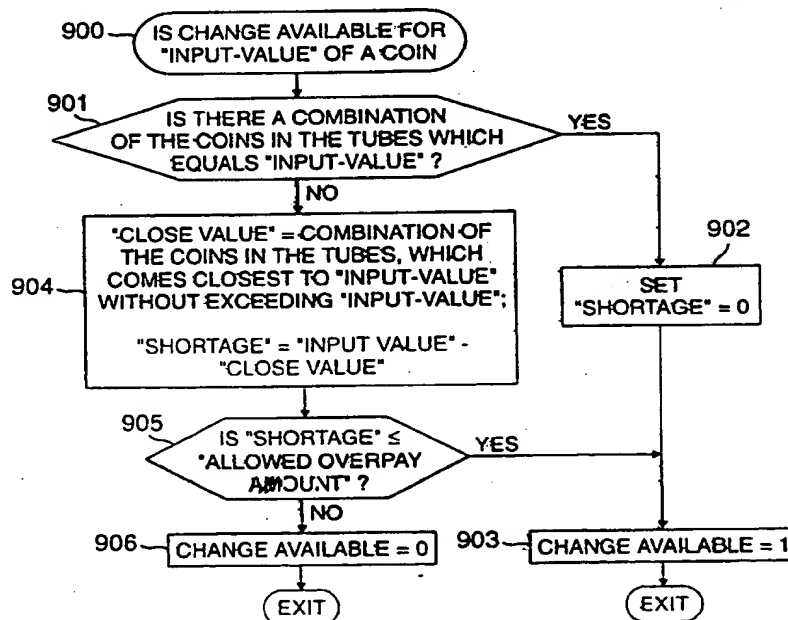 900
IS CHANGE AVAILABLE FOR
"INPUT-VALUE" OF A COIN
901
IS THERE A COMBINATION
OF THE COINS IN THE TUBES WHICH
EQUALS "INPUT-VALUE" ?
YES
NO
902
SET
"SHORTAGE" = 0
904
"CLOSE VALUE" = COMBINATION OF
THE COINS IN THE TUBES, WHICH
COMES CLOSEST TO "INPUT-VALUE"
WITHOUT EXCEEDING "INPUT-VALUE";
"SHORTAGE" = "INPUT VALUE" -
"CLOSE VALUE"
905
IS "SHORTAGE" ≤
"ALLOWED OVERPAY
AMOUNT" ?
YES
NO
906
CHANGE AVAILABLE = 0
903
CHANGE AVAILABLE = 1
EXIT
EXIT